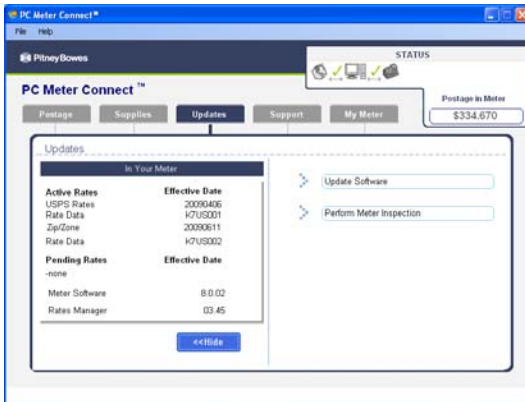 PC Meter Connect®
File Help
PitneyBowes
STATUS
PC Meter Connect ™
Postage in Meter
$334.670
Postage Supplies Updates Support My Meter
Updates
In Your Meter
Active Rates Effective Date
USPS Rates 20090406
Rate Data K7US001
Zip/Zone 20090611
Rate Data K7US002
Pending Rates Effective Date
-none
Meter Software 8.0.02
Rates Manager 03.45
<<Hide
Update Software
Perform Meter Inspection